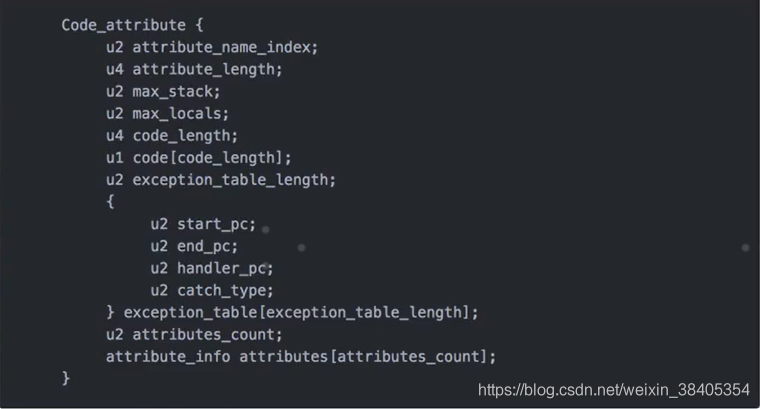 Code_attribute {
u2 attribute_name_index;
u4 attribute_length;
u2 max_stack;
u2 max_locals;
u4 code_length;
u1 code[code_length];
u2 exception_table_length;
{
u2 start_pc;
u2 end_pc;
u2 handler_pc;
u2 catch_type;
} exception_table[exception_table_length];
u2 attributes_count;
attribute_info attributes[attributes_count];
}
https://blog.csdn.net/weixin_38405354